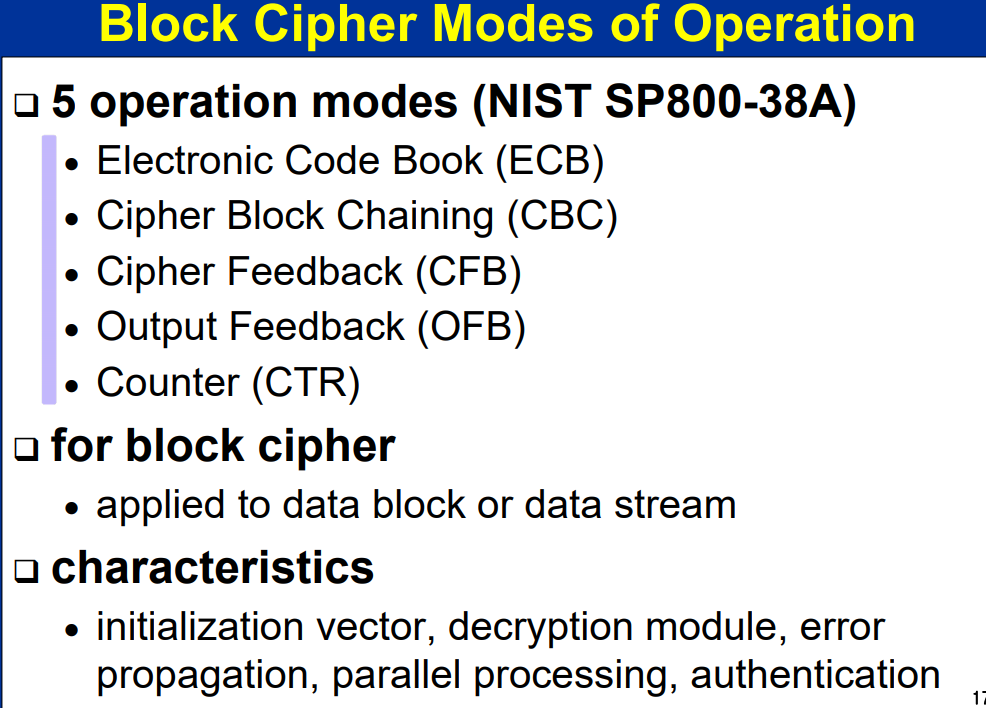 Block Cipher Modes of Operation
❑ 5 operation modes (NIST SP800-38A)
• Electronic Code Book (ECB)
• Cipher Block Chaining (CBC)
• Cipher Feedback (CFB)
• Output Feedback (OFB)
• Counter (CTR)
❑ for block cipher
• applied to data block or data stream
❑ characteristics
• initialization vector, decryption module, error
propagation, parallel processing, authentication
17